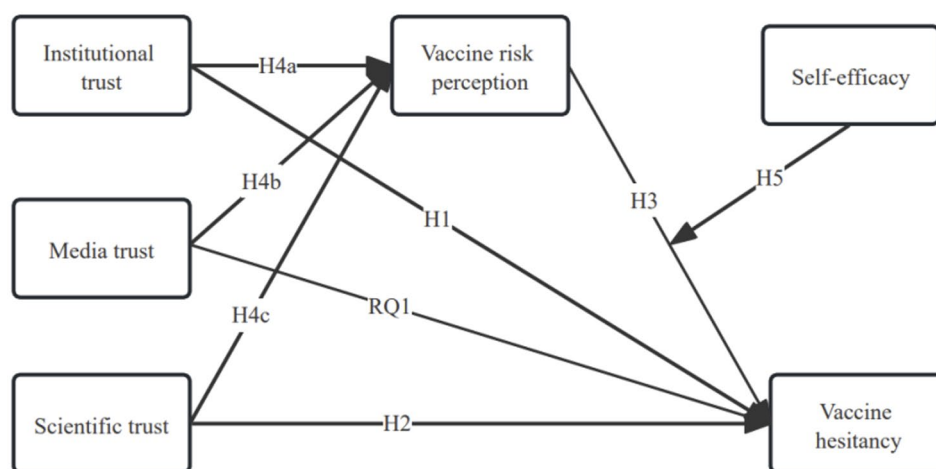 Institutional
trust
H4a
Vaccine risk
perception
Self-efficacy
H4b
H5
H3
H1
Media trust
RQ1
H4c
Scientific trust
H2
Vaccine
hesitancy